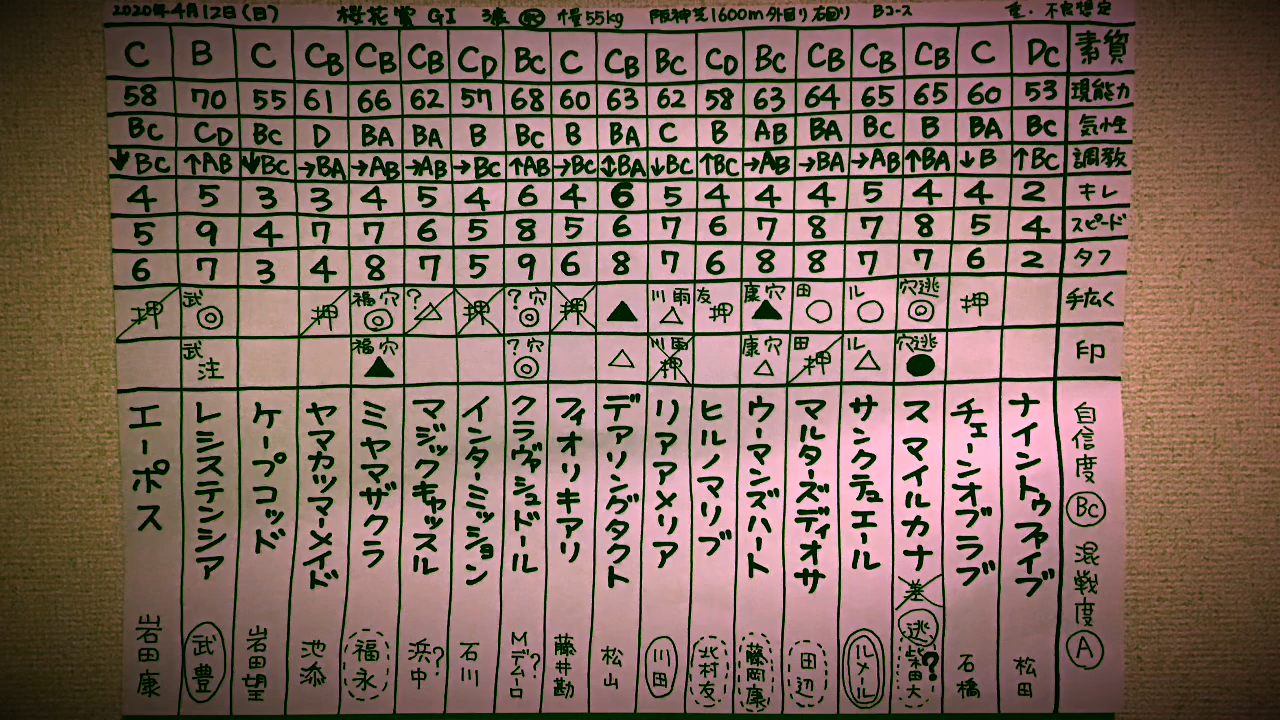 2020年4月12日(日) 桜花賞 GI 3歳 牝 斤量55kg 阪神芝1600m外回り右回り Bコース 重・不良想定
C B C CB CB CB CD BC C CB BC CD BC CB CB CB C DC 素質
58 70 55 61 66 62 57 68 60 63 62 58 63 64 65 65 60 53 現能力
BC CD BC D BA BA B BC B BA C B AB BA BC B BA BC 気性
↓BC ↑AB ↓BC →BA →AB →AB →BC ↑AB →BC ↕BA ↓BC ↑BC →AB →BA →AB ↑BA ↓B ↑BC 調教
4 5 3 3 4 5 4 6 4 6 5 4 4 4 5 4 4 2 キレ
5 9 4 7 7 6 5 8 5 6 7 6 7 8 7 8 5 4 スピード
6 7 3 4 8 7 5 9 6 8 7 6 8 8 7 7 6 2 タフ
押 武◎ 押 福穴◎ ?△ 押 ?穴◎ 押 ▲ 川雨△ 友押 康穴▲ 田○ ル○ 穴逃◎ 押 手広く
武注 福穴▲ ?穴◎ △ 川雨押 康穴△ 田押 ル△ 穴逃● 印
エーポス 岩田康
レシステンシア 武豊
ケープコッド 岩田望
ヤマカツマーメイド 池添
ミヤマザクラ 福永
マジックキャッスル 浜中?
インターミッション 石川
クラヴァシュドール Mデムーロ?
フィオリキアリ 藤井勘
デアリングタクト 松山
リアアメリア 川田
ヒルノマリブ 北村友
ウーマンズハート 藤岡康
マルターズディオサ 田辺
サンクテュエール ルメール
スマイルカナ 差 逃 柴田大?
チェーンオブラブ 石橋
ナイントゥファイブ 松田
自信度 BC 混戦度 A